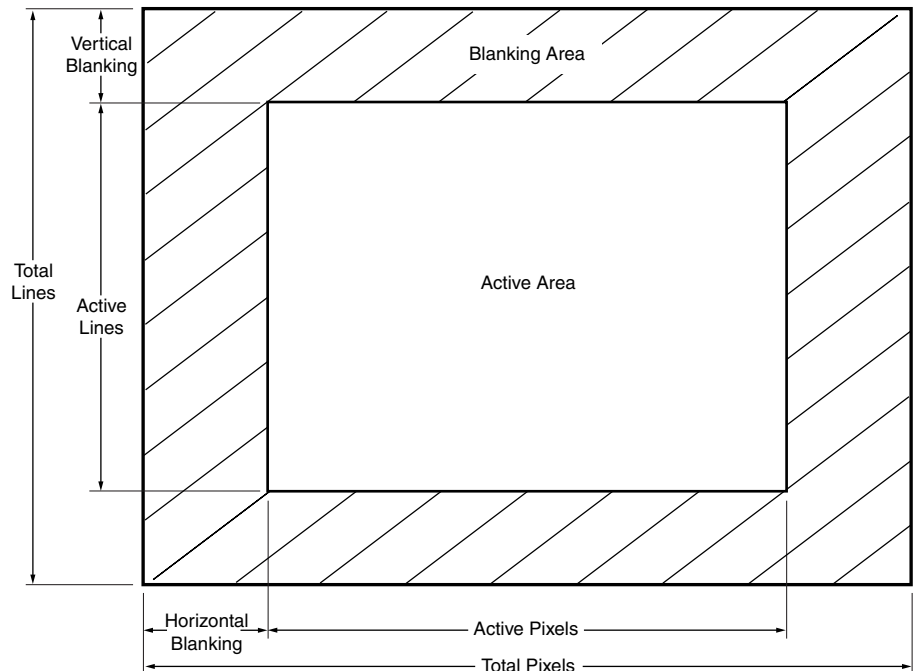 Vertical
Blanking
Blanking Area
Total
Lines
Active
Lines
Active Area
Horizontal
Blanking
Active Pixels
Total Pixels